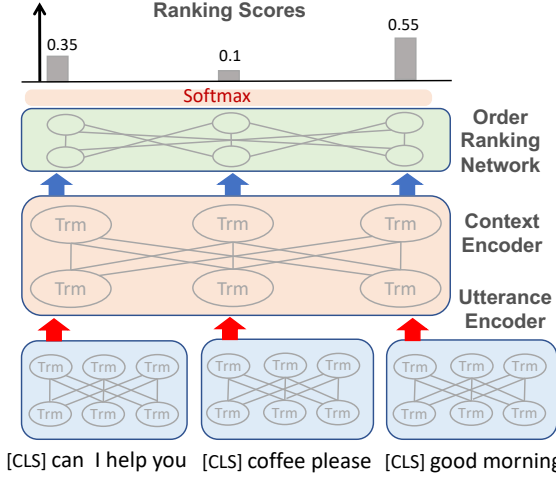 Ranking Scores
0.35
0.1
0.55
Softmax
Order
Ranking
Network
Trm Trm Trm
Context
Encoder
Trm Trm Trm
Utterance
Encoder
Trm Trm Trm Trm Trm Trm Trm Trm Trm
Trm Trm Trm Trm Trm Trm Trm Trm Trm
[CLS] can I help you [CLS] coffee please [CLS] good morning